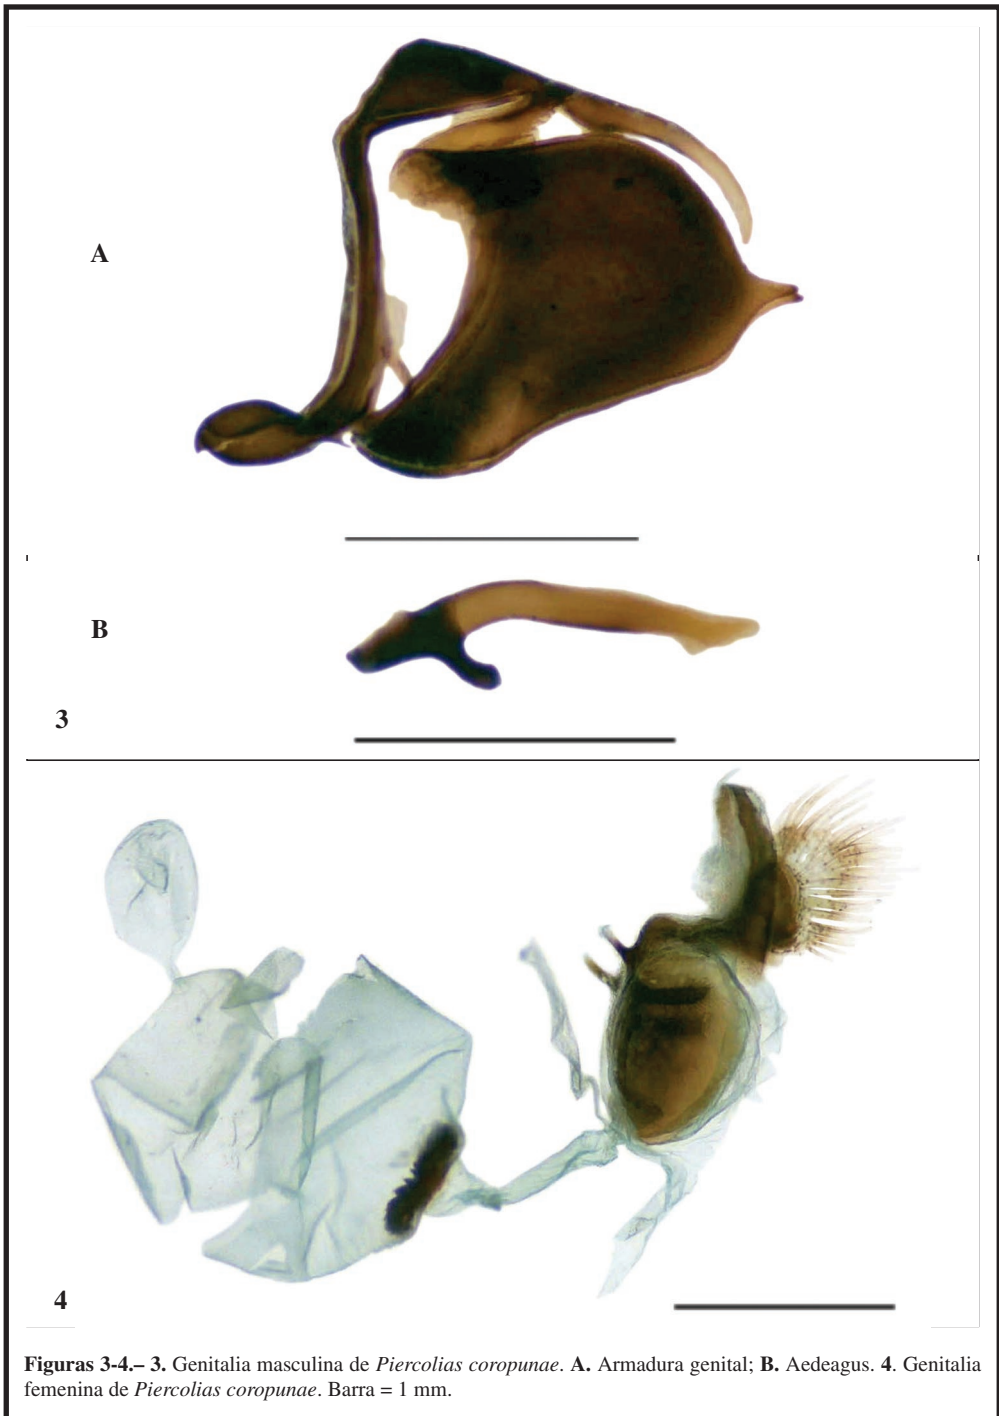 A
B
3
4
Figuras 3-4.– 3. Genitalia masculina de Piercolias coropunae. A. Armadura genital; B. Aedeagus. 4. Genitalia
femenina de Piercolias coropunae. Barra = 1 mm.